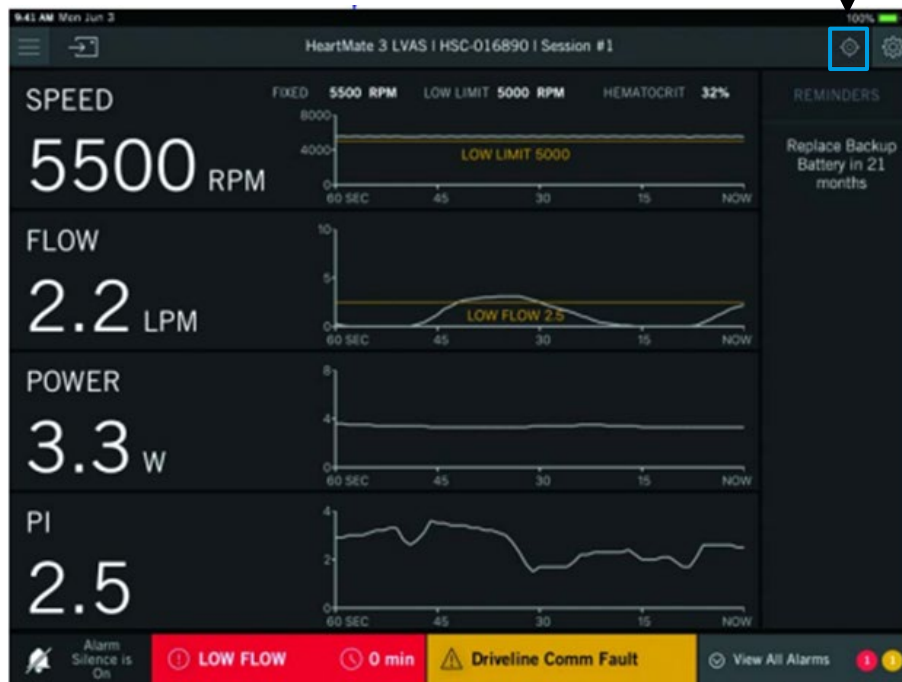 9:41 AM Mon Jun 3
100%
HeartMate 3 LVAS I HSC-016890 I Session #1
SPEED
5500 RPM
FIXED 5500 RPM LOW LIMIT 5000 RPM HEMATOCRIT 32%
8000
4000
0
LOW LIMIT 5000
60 SEC 45 30 15 NOW
REMINDERS
Replace Backup
Battery in 21
months
FLOW
2.2 LPM
10
5
0
LOW FLOW 2.5
60 SEC 45 30 15 NOW
POWER
3.3 W
8
4
0
60 SEC 45 30 15 NOW
PI
2.5
4
2
0
60 SEC 45 30 15 NOW
Alarm
Silence is
On
LOW FLOW 0 min
Driveline Comm Fault
View All Alarms 1 1